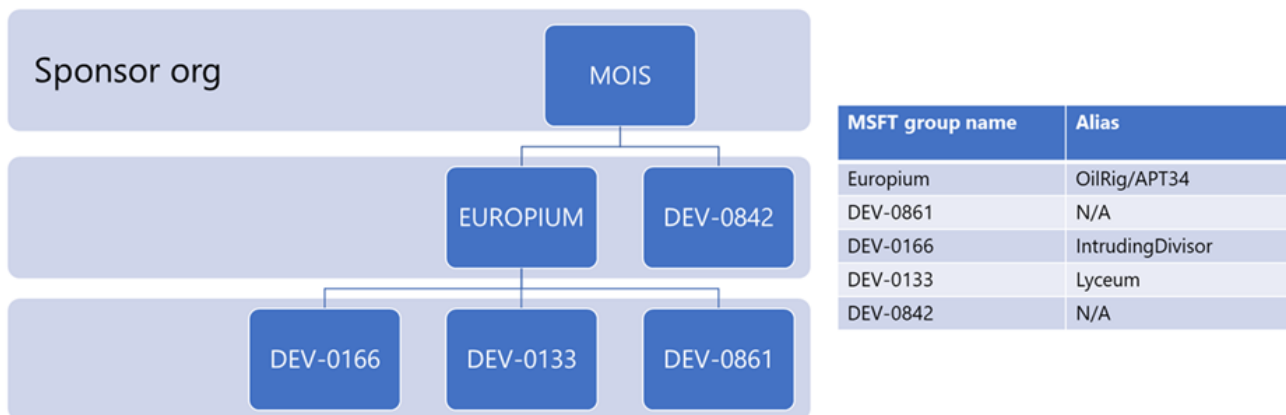 Sponsor org
MOIS
EUROPIUM
DEV-0842
DEV-0166
DEV-0133
DEV-0861
MSFT group name Alias
Europium OilRig/APT34
DEV-0861 N/A
DEV-0166 IntrudingDivisor
DEV-0133 Lyceum
DEV-0842 N/A